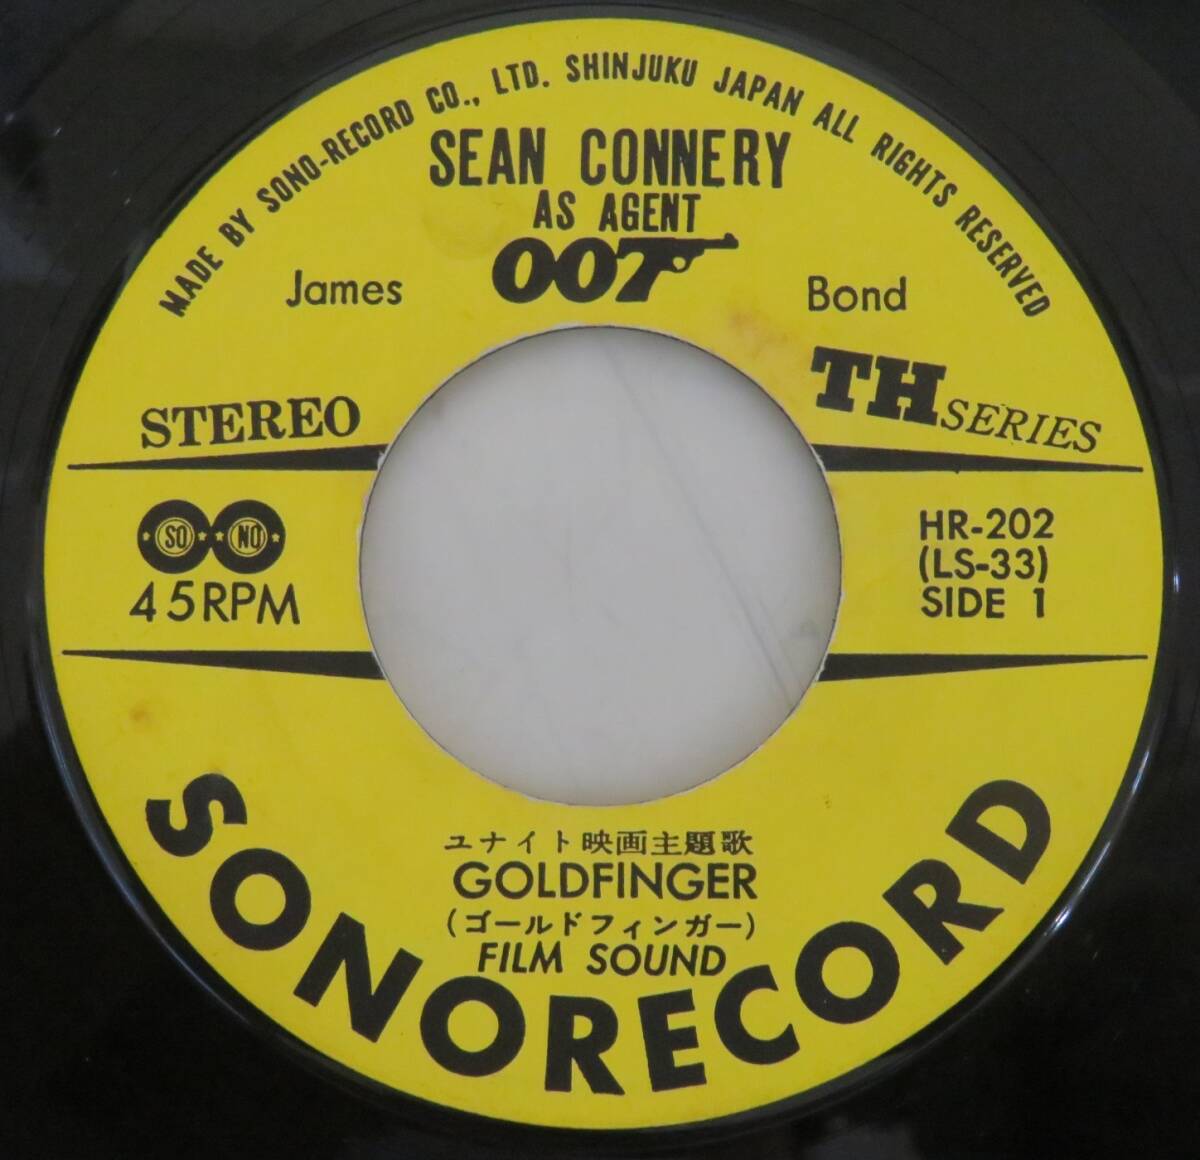 MADE BY SONO-RECORD CO., LTD. SHINJUKU JAPAN ALL RIGHTS RESERVED
SEAN CONNERY
AS AGENT
007
James Bond
STEREO
TH SERIES
SO NO
45RPM
HR-202
(LS-33)
SIDE 1
ユナイト映画主題歌
GOLDFINGER
(ゴールドフィンガー)
FILM SOUND
SONORECORD